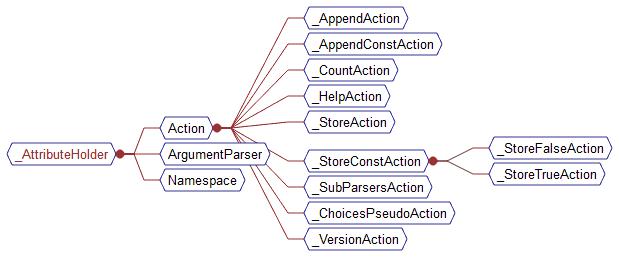 _AttributeHolder
Action
ArgumentParser
Namespace
_AppendAction
_AppendConstAction
_CountAction
_HelpAction
_StoreAction
_StoreConstAction
_SubParsersAction
_ChoicesPseudoAction
_VersionAction
_StoreFalseAction
_StoreTrueAction